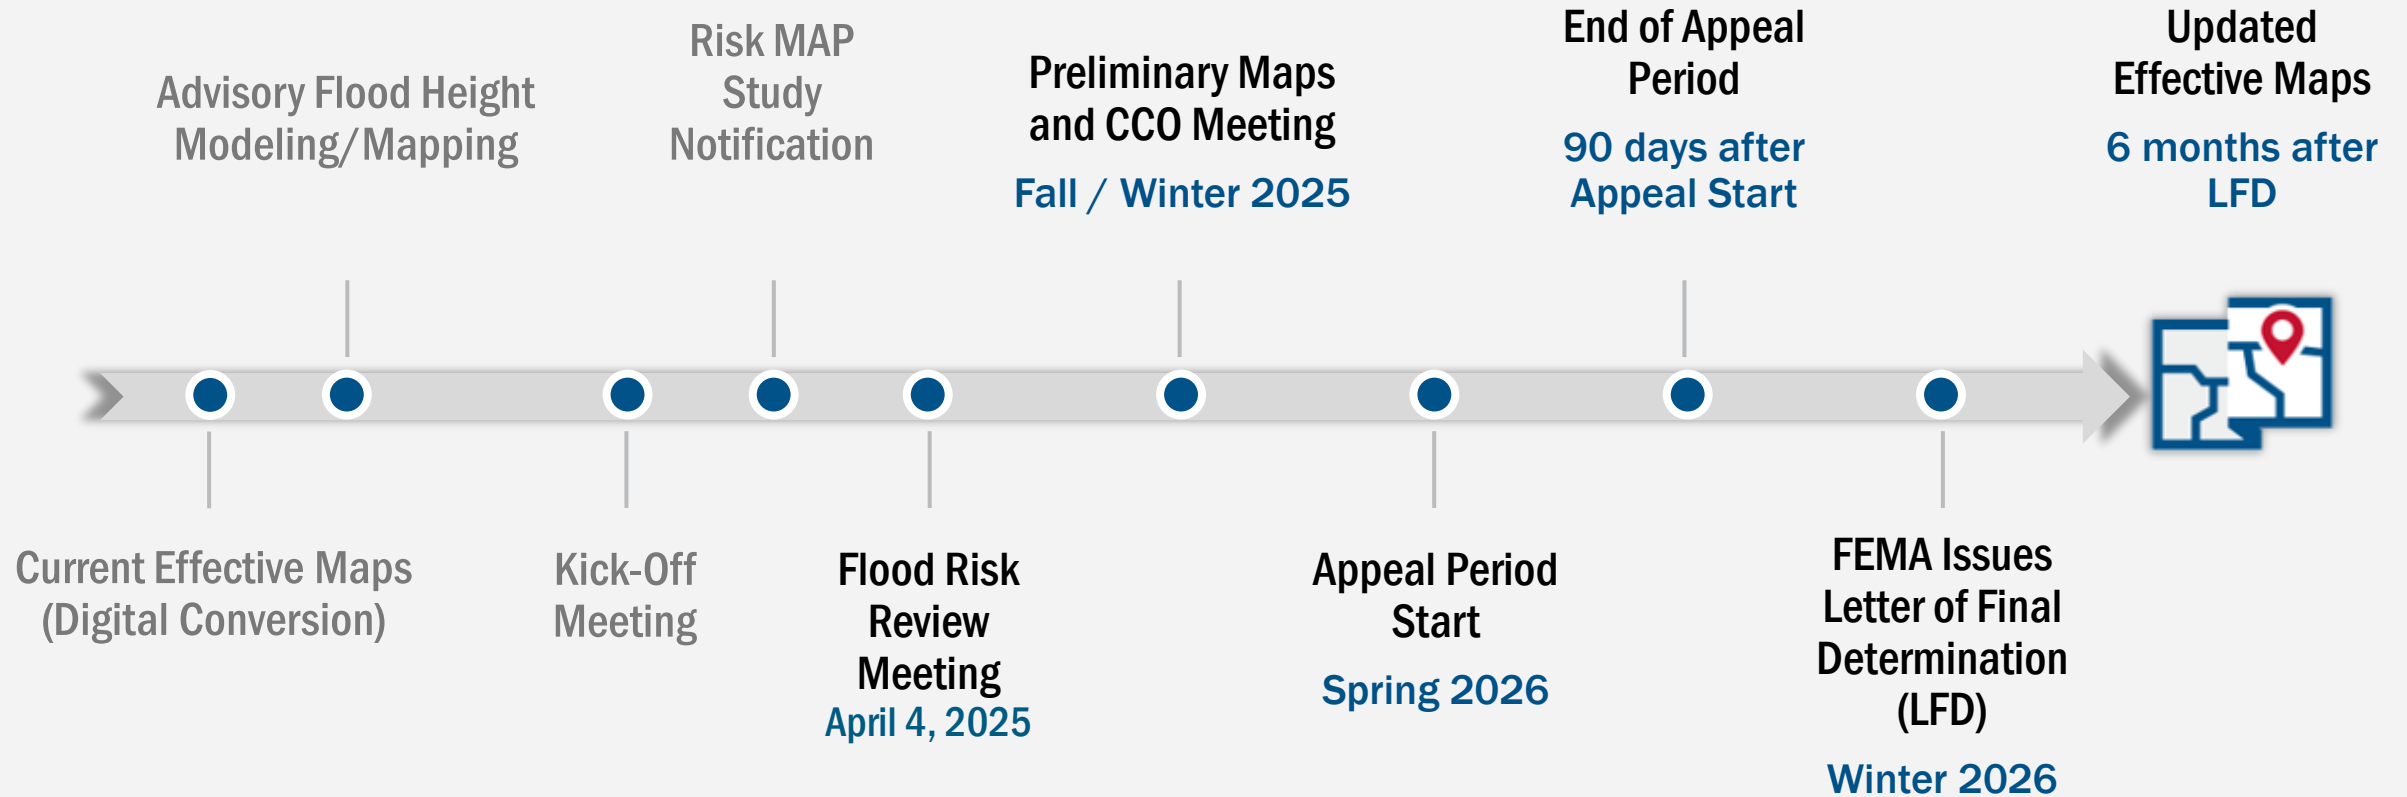 Advisory Flood Height
Modeling/Mapping
Risk MAP
Study
Notification
Preliminary Maps
and CCO Meeting
Fall / Winter 2025
End of Appeal
Period
90 days after
Appeal Start
Updated
Effective Maps
6 months after
LFD
Current Effective Maps
(Digital Conversion)
Kick-Off
Meeting
Flood Risk
Review
Meeting
April 4, 2025
Appeal Period
Start
Spring 2026
FEMA Issues
Letter of Final
Determination
(LFD)
Winter 2026